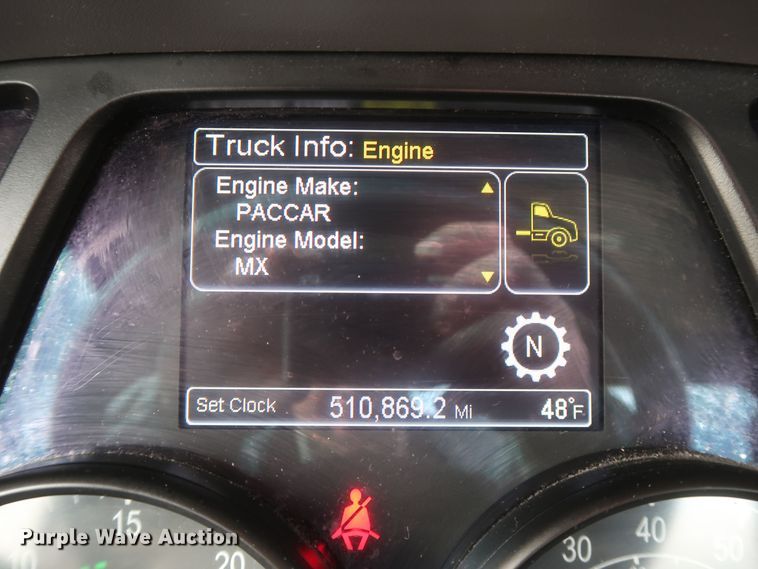 Truck Info: Engine
Engine Make:
PACCAR
Engine Model:
MX
N
Set Clock 510,869.2 Mi 48°F
15
10 20
40
30 50
Purple Wave Auction